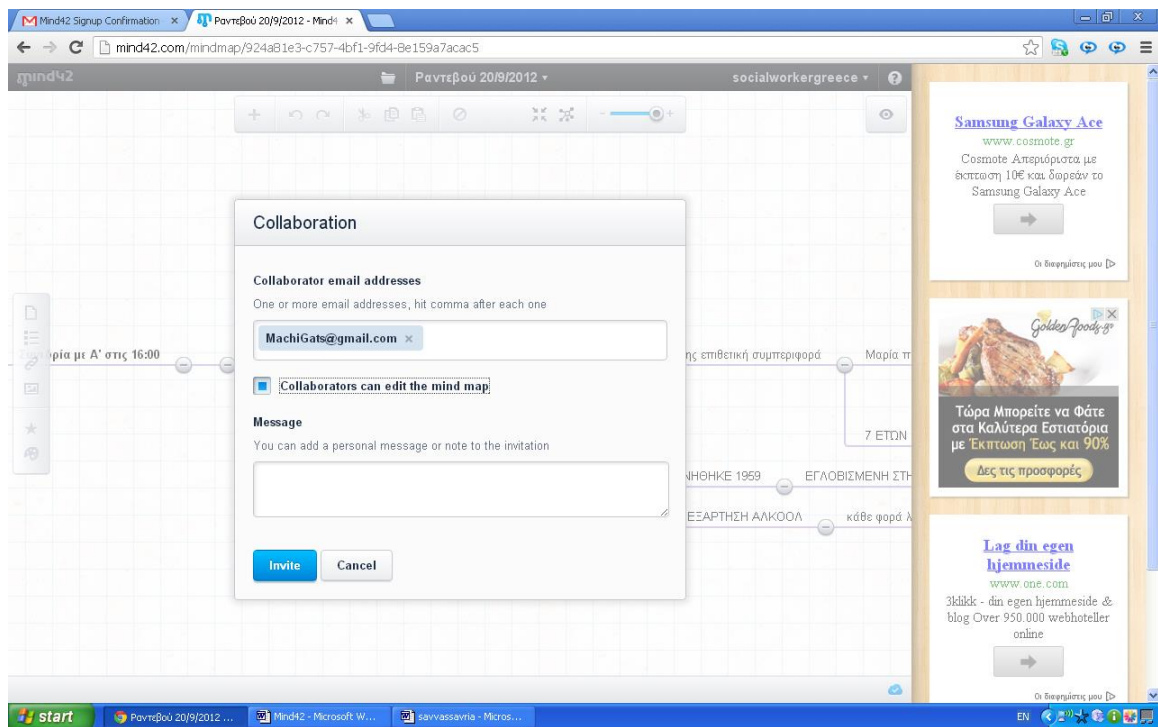 Mind42 Signup Confirmation
Ραντεβού 20/9/2012 - Mind4
mind42.com/mindmap/924a81e3-c757-4bf1-9fd4-8e159a7acac5
mind42
Ραντεβού 20/9/2012
socialworkergreece
Collaboration
Collaborator email addresses
One or more email addresses, hit comma after each one
MachiGats@gmail.com
Collaborators can edit the mind map
Message
You can add a personal message or note to the invitation
Invite
Cancel
με Α' στις 16:00
ης επιθετική συμπεριφορά
Μαρία π
7 ΕΤΩΝ
ΝΗΘΗΚΕ 1959
ΕΓΛΟΒΙΣΜΕΝΗ ΣΤΗ
ΕΞΑΡΤΗΣΗ ΑΛΚΟΟΛ
κάθε φορά λ
Samsung Galaxy Ace
www.cosmote.gr
Cosmote Απεριόριστα με
έκπτωση 10€ και δωρεάν το
Samsung Galaxy Ace
Οι διαφημίσεις μου
GoldenFoods.gr
Τώρα Μπορείτε να Φάτε
στα Καλύτερα Εστιατόρια
με Έκπτωση Έως και 90%
Δες τις προσφορές
Lag din egen
hjemmeside
www.one.com
3klikk - din egen hjemmeside &
blog Over 950.000 webhoteller
online
Οι διαφημίσεις μου
start
Ραντεβού 20/9/2012 ...
Mind42 - Microsoft W...
savvassavria - Micros...
EN